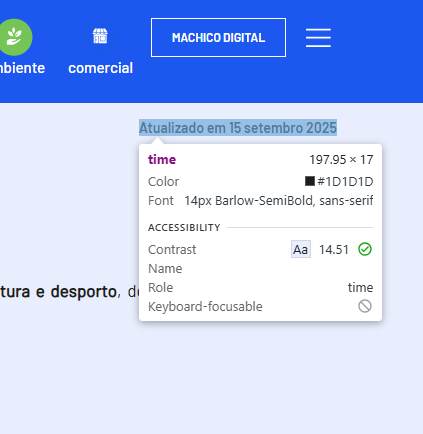 mbiente
comercial
MACHICO DIGITAL
Atualizado em 15 setembro 2025
time 197.95 × 17
Color #1D1D1D
Font 14px Barlow-SemiBold, sans-serif
ACCESSIBILITY
Contrast Aa 14.51
Name
Role time
Keyboard-focusable
tura e desporto, d